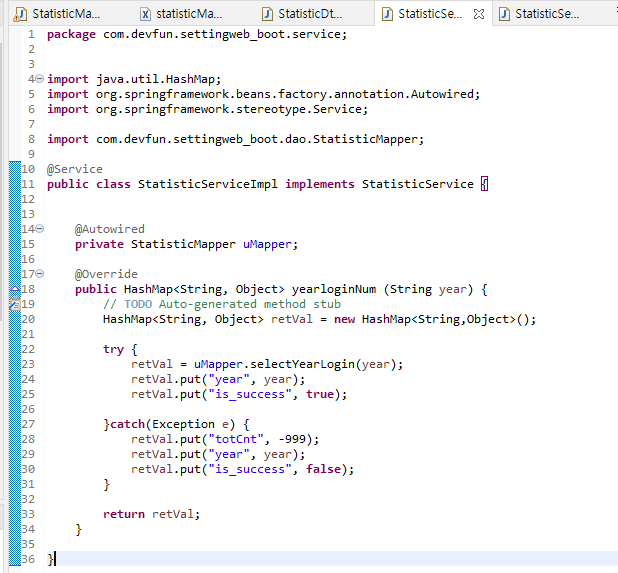 StatisticMa...
statisticMa...
StatisticDt...
StatisticSe...
StatisticSe...
1 package com.devfun.settingweb_boot.service;
2
3
4 import java.util.HashMap;
5 import org.springframework.beans.factory.annotation.Autowired;
6 import org.springframework.stereotype.Service;
7
8 import com.devfun.settingweb_boot.dao.StatisticMapper;
9
10 @Service
11 public class StatisticServiceImpl implements StatisticService {
12
13
14     @Autowired
15     private StatisticMapper uMapper;
16
17     @Override
18     public HashMap<String, Object> yearloginNum (String year) {
19         // TODO Auto-generated method stub
20         HashMap<String, Object> retVal = new HashMap<String,Object>();
21
22         try {
23             retVal = uMapper.selectYearLogin(year);
24             retVal.put("year", year);
25             retVal.put("is_success", true);
26
27         }catch(Exception e) {
28             retVal.put("totCnt", -999);
29             retVal.put("year", year);
30             retVal.put("is_success", false);
31         }
32
33         return retVal;
34     }
35
36 }